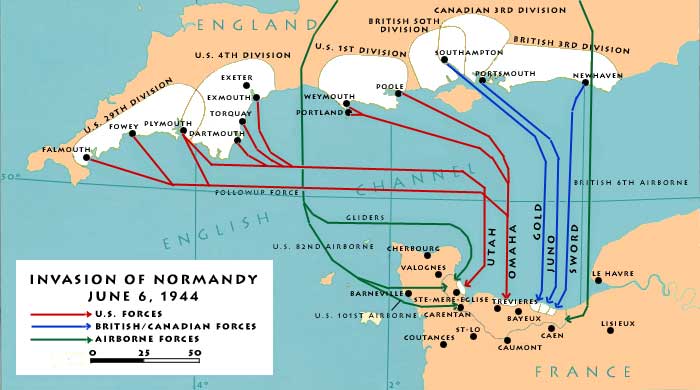 CANADIAN 3RD DIVISION
ENGLAND
BRITISH 50TH
DIVISION
BRITISH 3RD DIVISION
U.S. 1ST DIVISION
U.S. 4TH DIVISION
U.S. 29TH DIVISION
SOUTHAMPTON
PORTSMOUTH
NEWHAVEN
EXETER
EXMOUTH
POOLE
WEYMOUTH
PORTLAND
TORQUAY
PLYMOUTH
DARTMOUTH
FOWEY
FALMOUTH
50°
FOLLOWUP FORCE
ENGLISH CHANNEL
BRITISH 6TH AIRBORNE
GLIDERS
UTAH
OMAHA
GOLD
JUNO
SWORD
U.S. 82ND AIRBORNE
CHERBOURG
VALOGNES
BARNEVILLE
STE-MERE-EGLISE
U.S. 101ST AIRBORNE
CARENTAN
TREVIERES
BAYEUX
LE HAVRE
CAEN
LISIEUX
ST-LO
COUTANCES
CAUMONT
FRANCE
INVASION OF NORMANDY
JUNE 6, 1944
U.S. FORCES
BRITISH/CANADIAN FORCES
AIRBORNE FORCES
0 25 50
4°
2°